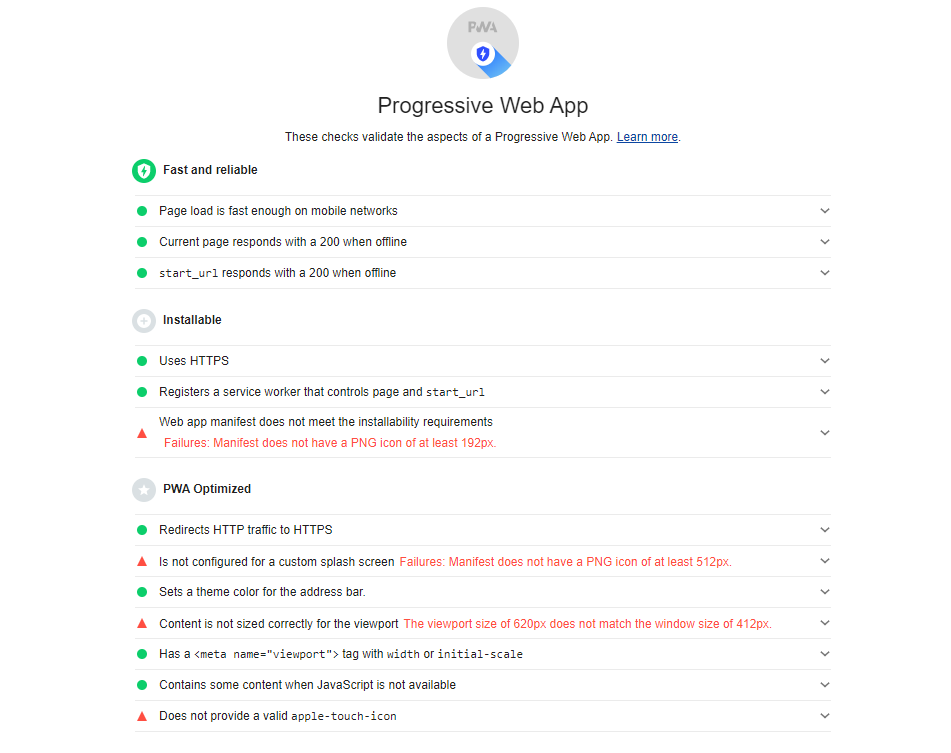 PWA
Progressive Web App
These checks validate the aspects of a Progressive Web App. Learn more.
Fast and reliable
Page load is fast enough on mobile networks
Current page responds with a 200 when offline
start_url responds with a 200 when offline
Installable
Uses HTTPS
Registers a service worker that controls page and start_url
Web app manifest does not meet the installability requirements
Failures: Manifest does not have a PNG icon of at least 192px.
PWA Optimized
Redirects HTTP traffic to HTTPS
Is not configured for a custom splash screen Failures: Manifest does not have a PNG icon of at least 512px.
Sets a theme color for the address bar.
Content is not sized correctly for the viewport The viewport size of 620px does not match the window size of 412px.
Has a <meta name="viewport"> tag with width or initial-scale
Contains some content when JavaScript is not available
Does not provide a valid apple-touch-icon